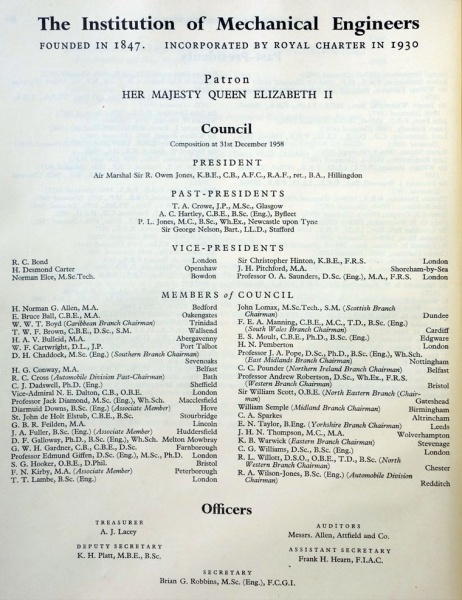 The Institution of Mechanical Engineers
FOUNDED IN 1847. INCORPORATED BY ROYAL CHARTER IN 1930
Patron
HER MAJESTY QUEEN ELIZABETH II
Council
Composition at 31st December 1958
PRESIDENT
Air Marshal Sir R. Owen Jones, K.B.E., C.B., A.F.C., R.A.F., ret., B.A., Hillingdon
PAST-PRESIDENTS
T. A. Crowe, J.P., M.Sc., Glasgow
A. C. Hartley, C.B.E., B.Sc. (Eng.), Byfleet
P. L. Jones, M.C., B.Sc., Wh.Ex., Newcastle upon Tyne
Sir George Nelson, Bart., LL.D., Stafford
VICE-PRESIDENTS
R. C. Bond London
H. Desmond Carter Openshaw
Norman Elce, M.Sc.Tech. Bowdon
Sir Christopher Hinton, K.B.E., F.R.S. London
J. H. Pitchford, M.A. Shoreham-by-Sea
Professor O. A. Saunders, D.Sc. (Eng.), M.A., F.R.S. London
MEMBERS of COUNCIL
H. Norman G. Allen, M.A. Bedford
E. Bruce Ball, C.B.E., M.A. Oakengates
W. W. T. Boyd (Caribbean Branch Chairman) Trinidad
T. W. F. Brown, C.B.E., D.Sc., S.M. Wallsend
H. A. V. Bulleid, M.A. Abergavenny
W. F. Cartwright, D.L., J.P. Port Talbot
D. H. Chaddock, M.Sc. (Eng.) (Southern Branch Chairman)
Sevenoaks
H. G. Conway, M.A. Belfast
R. C. Cross (Automobile Division Past-Chairman) Bath
C. J. Dadswell, Ph.D. (Eng.) Sheffield
Vice-Admiral N. E. Dalton, C.B., O.B.E. London
Professor Jack Diamond, M.Sc. (Eng.), Wh.Sch. Macclesfield
Diarmuid Downs, B.Sc. (Eng.) (Associate Member) Hove
St. John de Holt Elstub, C.B.E., B.Sc. Stourbridge
G. B. R. Feilden, M.A. Lincoln
J. A. Fuller, B.Sc. (Eng.) (Associate Member) Huddersfield
D. F. Galloway, Ph.D., B.Sc. (Eng.), Wh.Sch. Melton Mowbray
G. W. H. Gardner, C.B., C.B.E., D.Sc. Farnborough
Professor Edmund Giffen, D.Sc. (Eng.), M.Sc., Ph.D. London
S. G. Hooker, O.B.E., D.Phil. Bristol
F. N. Kirby, M.A. (Associate Member) Peterborough
T. T. Lambe, B.Sc. (Eng.) London
John Lomax, M.Sc.Tech., S.M. (Scottish Branch
Chairman) Dundee
F. E. A. Manning, C.B.E., M.C., T.D., B.Sc. (Eng.)
(South Wales Branch Chairman) Cardiff
E. S. Moult, C.B.E., Ph.D., B.Sc. (Eng.) Edgware
H. N. Pemberton London
Professor J. A. Pope, D.Sc., Ph.D., B.Sc. (Eng.), Wh.Sch.
(East Midlands Branch Chairman) Nottingham
C. C. Pounder (Northern Ireland Branch Chairman) Belfast
Professor Andrew Robertson, D.Sc., Wh.Ex., F.R.S.
(Western Branch Chairman) Bristol
Sir William Scott, O.B.E. (North Eastern Branch Chair-
man) Gateshead
William Semple (Midland Branch Chairman) Birmingham
C. A. Sparks Altrincham
E. N. Taylor, B.Eng. (Yorkshire Branch Chairman) Leeds
J. H. N. Thompson, M.C., M.A. Wolverhampton
K. B. Warwick (Eastern Branch Chairman) Stevenage
C. G. Williams, D.Sc., B.Sc. (Eng.) London
R. L. Willott, D.S.O., O.B.E., T.D., B.Sc. (North
Western Branch Chairman) Chester
R. A. Wilson-Jones, B.Sc. (Eng.) (Automobile Division
Chairman) Redditch
Officers
TREASURER
A. J. Lacey
AUDITORS
Messrs. Allen, Attfield and Co.
DEPUTY SECRETARY
K. H. Platt, M.B.E., B.Sc.
ASSISTANT SECRETARY
Frank H. Hearn, F.I.A.C.
SECRETARY
Brian G. Robbins, M.Sc. (Eng.), F.C.G.I.